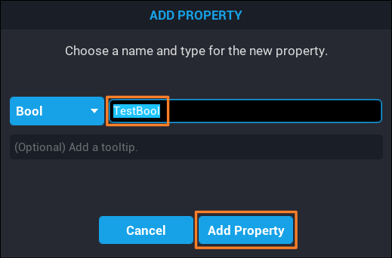 ADD PROPERTY
Choose a name and type for the new property.
Bool TestBool
(Optional) Add a tooltip.
Cancel Add Property